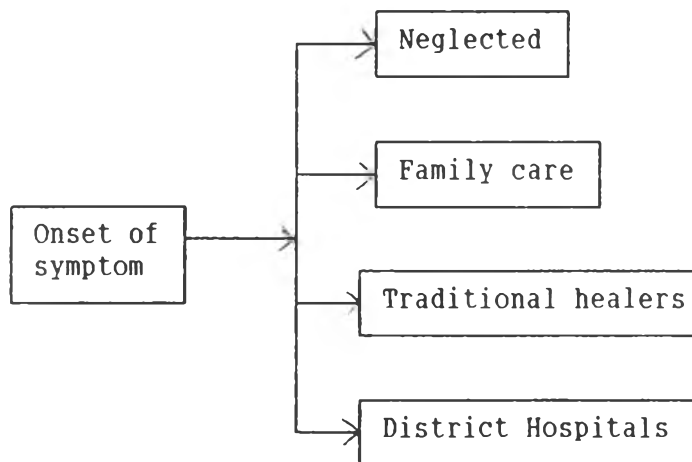 Neglected
Family care
Onset of
symptom
Traditional healers
District Hospitals